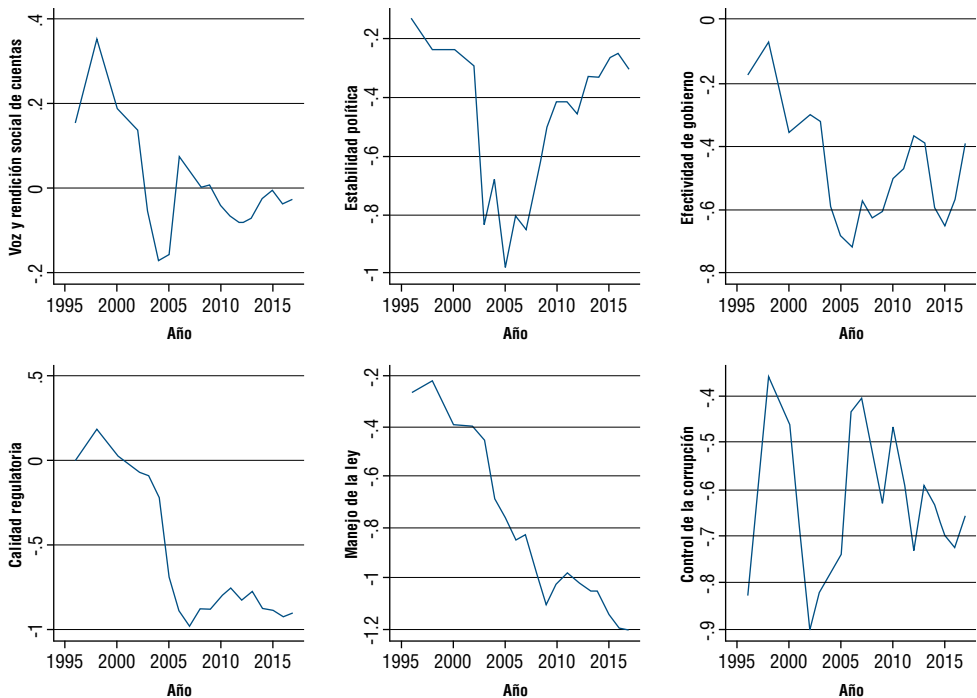 Voz y rendición social de cuentas
.4
.2
0
-.2
1995 2000 2005 2010 2015
Año
Estabilidad política
-.2
-.4
-.6
-.8
-1
1995 2000 2005 2010 2015
Año
Efectividad de gobierno
0
-.2
-.4
-.6
-.8
1995 2000 2005 2010 2015
Año
Calidad regulatoria
.5
0
-.5
-1
1995 2000 2005 2010 2015
Año
Manejo de la ley
-.2
-.4
-.6
-.8
-1
-1.2
1995 2000 2005 2010 2015
Año
Control de la corrupción
-.4
-.5
-.6
-.7
-.8
-.9
1995 2000 2005 2010 2015
Año